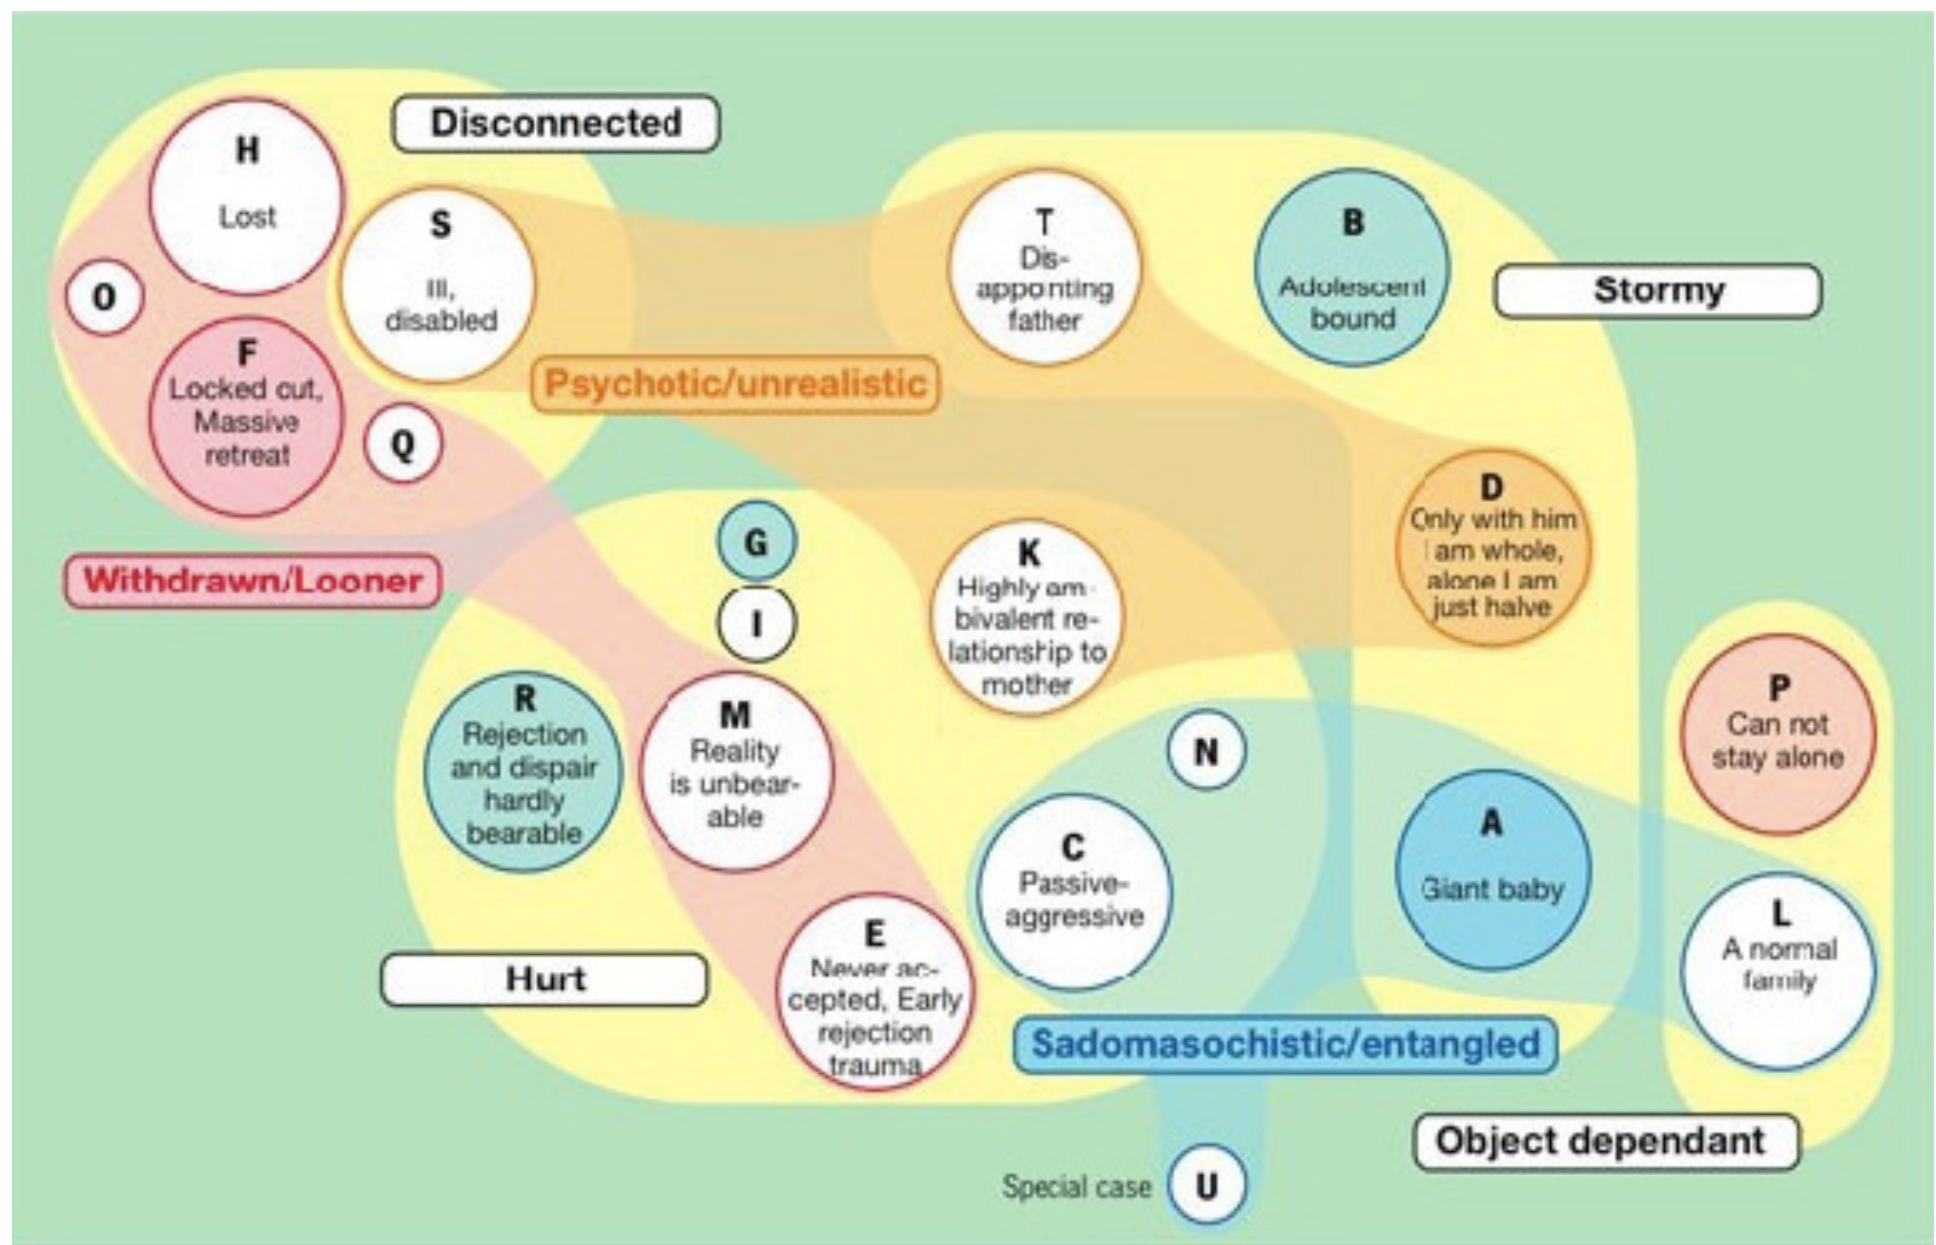 Disconnected
H
Lost
S
Ill,
disabled
O
F
Locked cut,
Massive
retreat
Q
T
Dis-
apponting
father
B
Adolescent
bound
Stormy
Psychotic/unrealistic
D
Only with him
I am whole,
alone I am
just halve
Withdrawn/Looner
G
I
K
Highly am-
bivalent re-
lationship to
mother
R
Rejection
and dispair
hardly
bearable
M
Reality
is unbear-
able
N
P
Can not
stay alone
C
Passive-
aggressive
A
Giant baby
L
A normal
family
E
Never ac-
cepted, Early
rejection
trauma
Hurt
Sadomasochistic/entangled
Object dependant
Special case
U